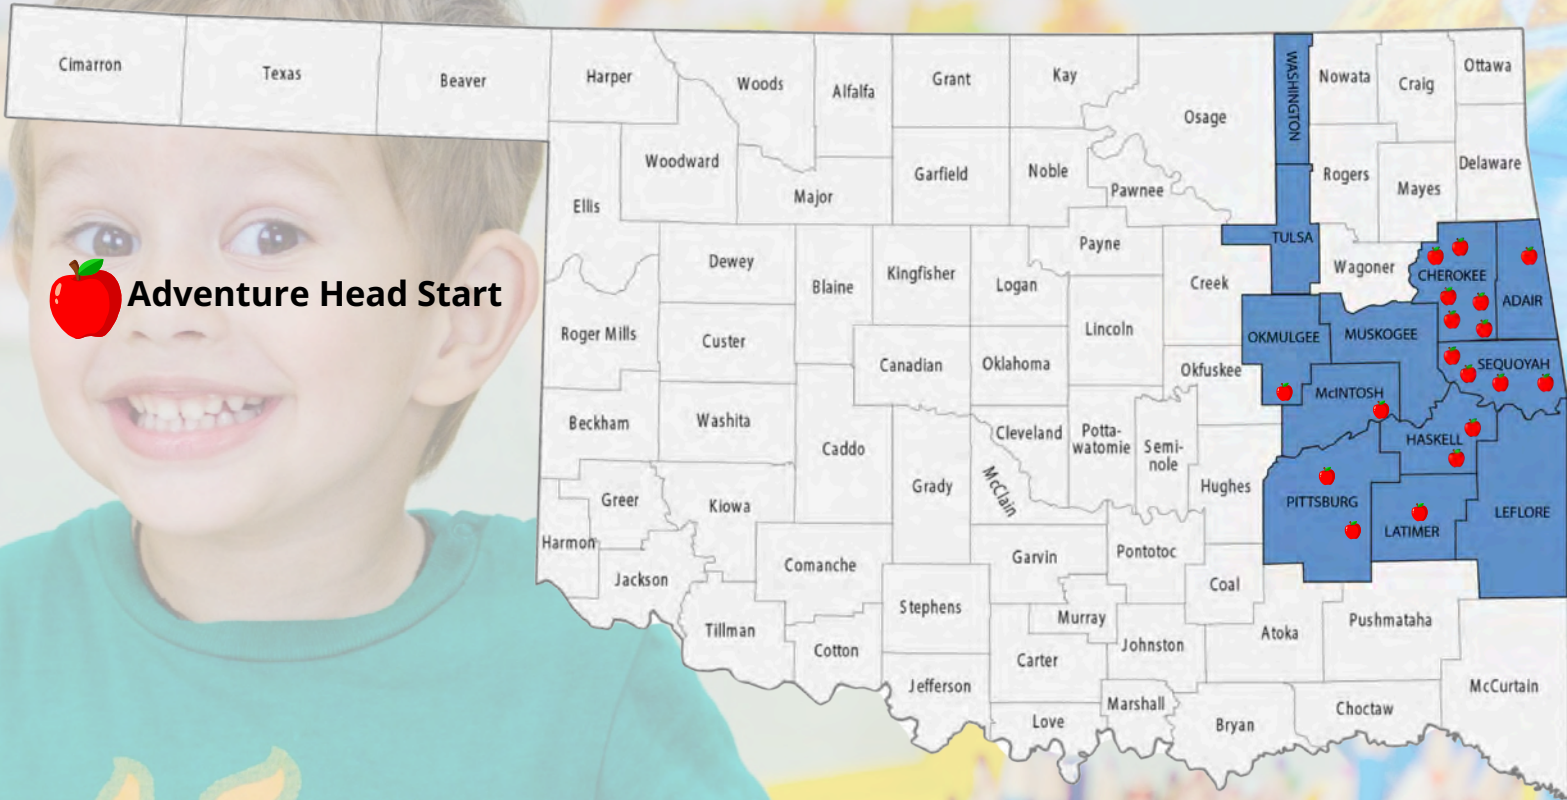 Cimarron
Texas
Beaver
Harper
Woods
Alfalfa
Grant
Kay
Osage
WASHINGTON
Nowata
Craig
Ottawa
Ellis
Woodward
Major
Garfield
Noble
Pawnee
Rogers
Mayes
Delaware
Adventure Head Start
Dewey
Blaine
Kingfisher
Logan
Payne
Creek
TULSA
Wagoner
CHEROKEE
ADAIR
Roger Mills
Custer
Canadian
Oklahoma
Lincoln
Okfuskee
OKMULGEE
MUSKOGEE
SEQUOYAH
Beckham
Washita
Caddo
Grady
McClain
Cleveland
Potta-
watomie
Semi-
nole
Hughes
McINTOSH
HASKELL
PITTSBURG
LATIMER
LEFLORE
Greer
Kiowa
Harmon
Jackson
Comanche
Garvin
Pontotoc
Coal
Tillman
Cotton
Stephens
Murray
Johnston
Atoka
Pushmataha
Jefferson
Carter
Love
Marshall
Bryan
Choctaw
McCurtain